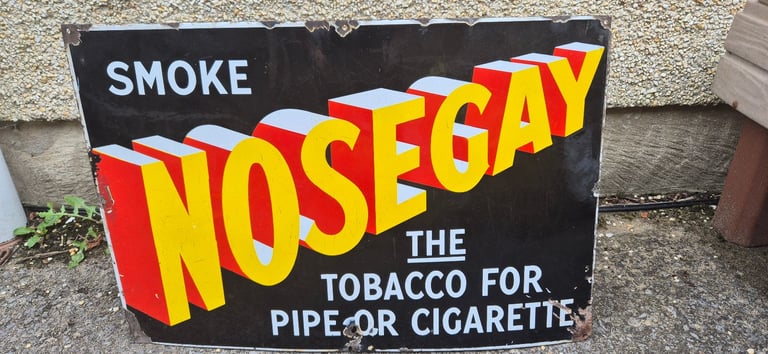 SMOKE
NOSEGAY
THE
TOBACCO FOR
PIPE OR CIGARETTE